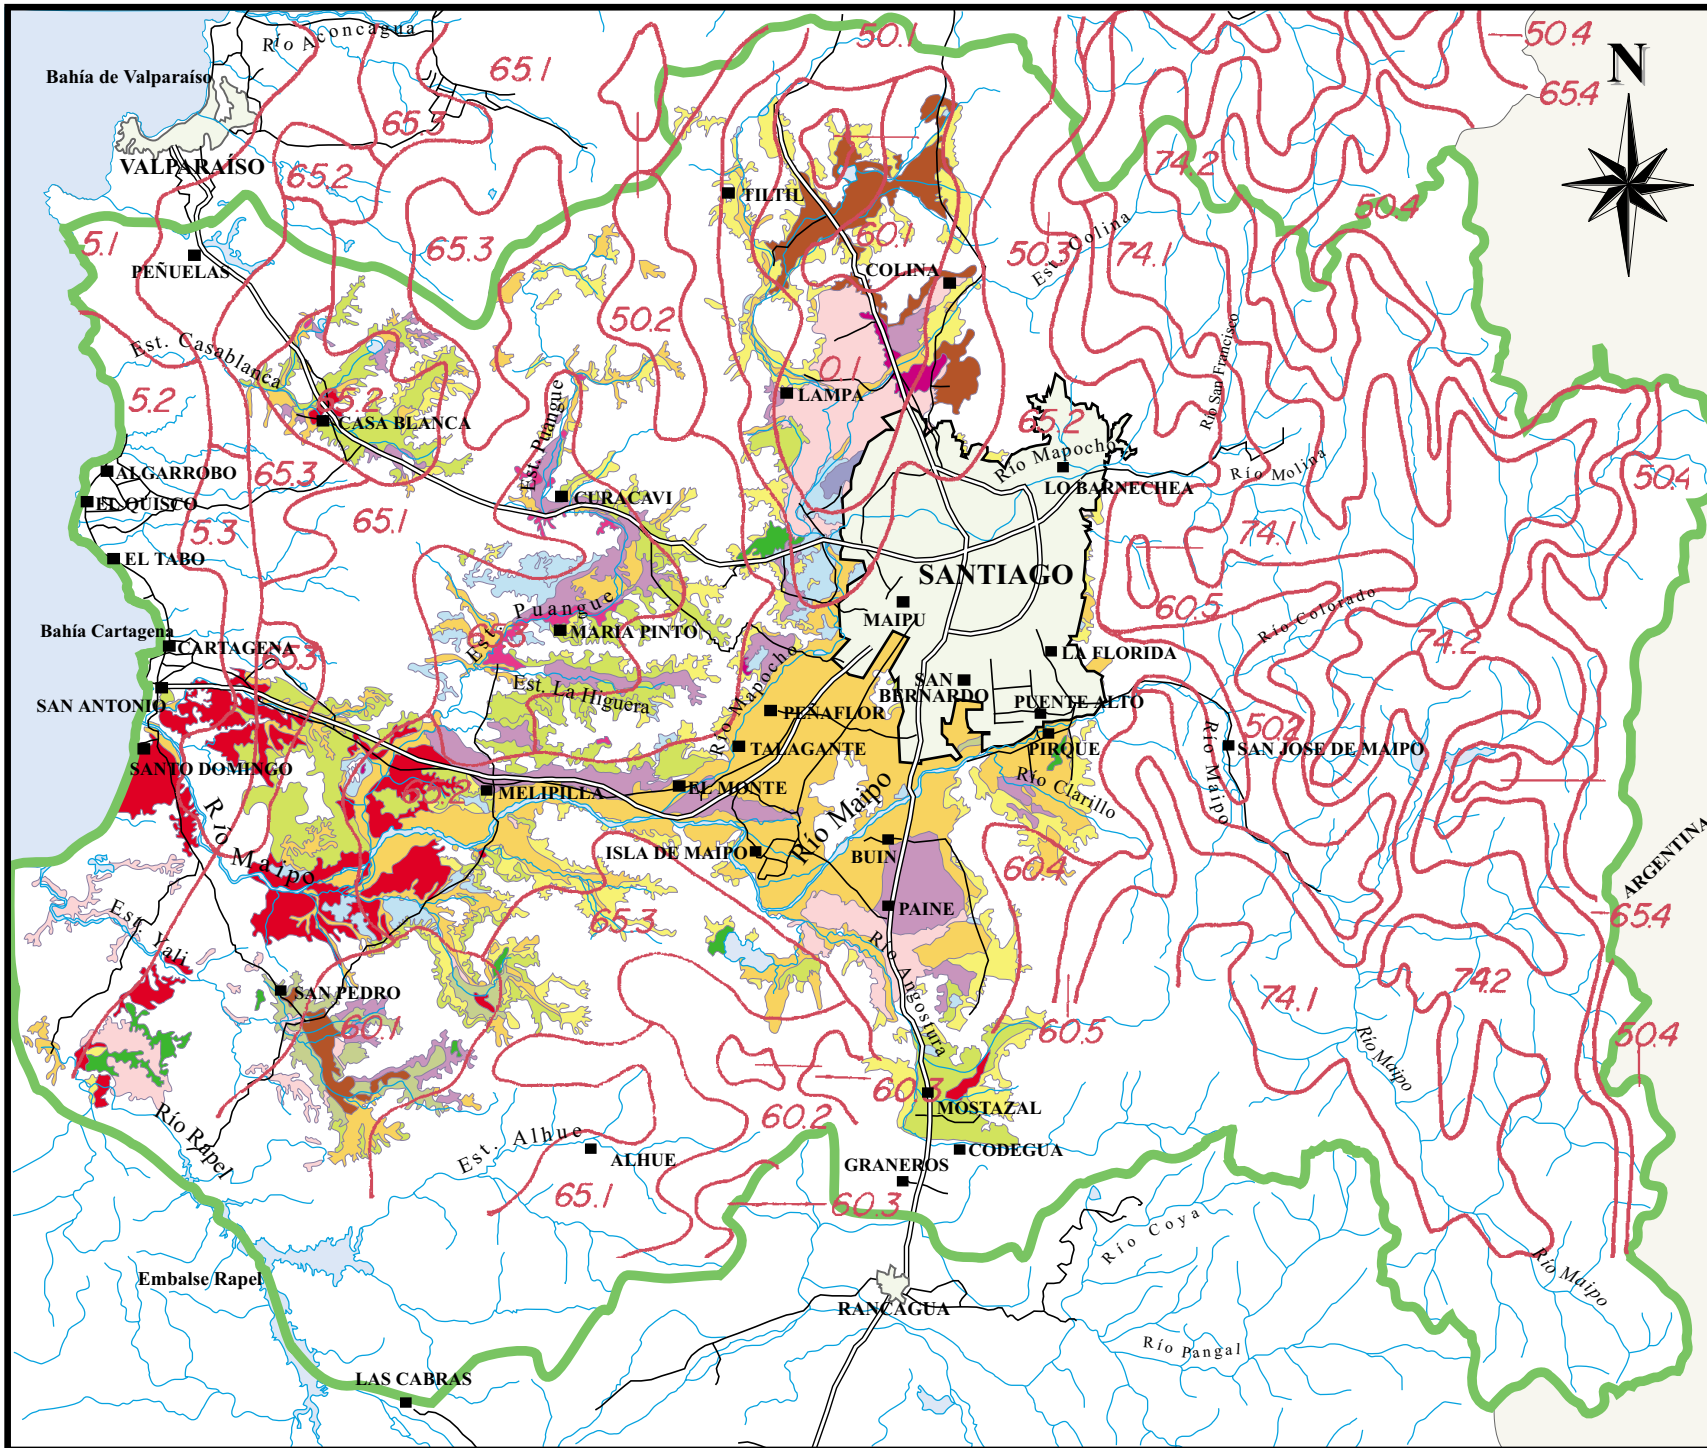 Río Aconcagua
65.1
50.1
50.4
N
65.4
Bahía de Valparaíso
65.3
VALPARAÍSO
65.2
TILTIL
74.2
50.4
5.1
65.3
60.1
50.3
Est. Colina
74.1
PEÑUELAS
COLINA
50.2
Est. Casablanca
Río San Francisco
5.2
CASA BLANCA
Est. Puangue
LAMPA
65.2
Río Mapocho
ALGARROBO
65.3
EL QUISCO
CURACAVI
LO BARNECHEA
Río Molina
50.4
5.3
65.1
74.1
EL TABO
SANTIAGO
Est. Puangue
MAIPU
60.5
Río Colorado
Bahía Cartagena
CARTAGENA
65.3
MARIA PINTO
LA FLORIDA
74.2
Est. La Higuera
Río Mapocho
SAN
BERNARDO
SAN ANTONIO
PEÑAFLOR
PUENTE ALTO
50.2
SANTO DOMINGO
TALAGANTE
PIRQUE
Río Maipo
SAN JOSE DE MAIPO
MELIPILLA
EL MONTE
Río Clarillo
Río Maipo
Río Maipo
ISLA DE MAIPO
BUIN
60.4
ARGENTINA
Est. Yali
65.3
PAINE
65.4
Río Angostura
SAN PEDRO
74.1
74.2
60.1
60.5
Río Maipo
50.4
60.3
MOSTAZAL
Río Rapel
60.2
Est. Alhue
ALHUE
CODEGUA
GRANEROS
65.1
60.3
Río Coya
Embalse Rapel
Río Maipo
RANCAGUA
Río Pangal
LAS CABRAS